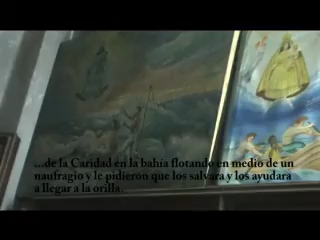 ...de la Caridad en la bahía flotando en medio de un
naufragio y le pidieron que los salvara y los ayudara
a llegar a la orilla.